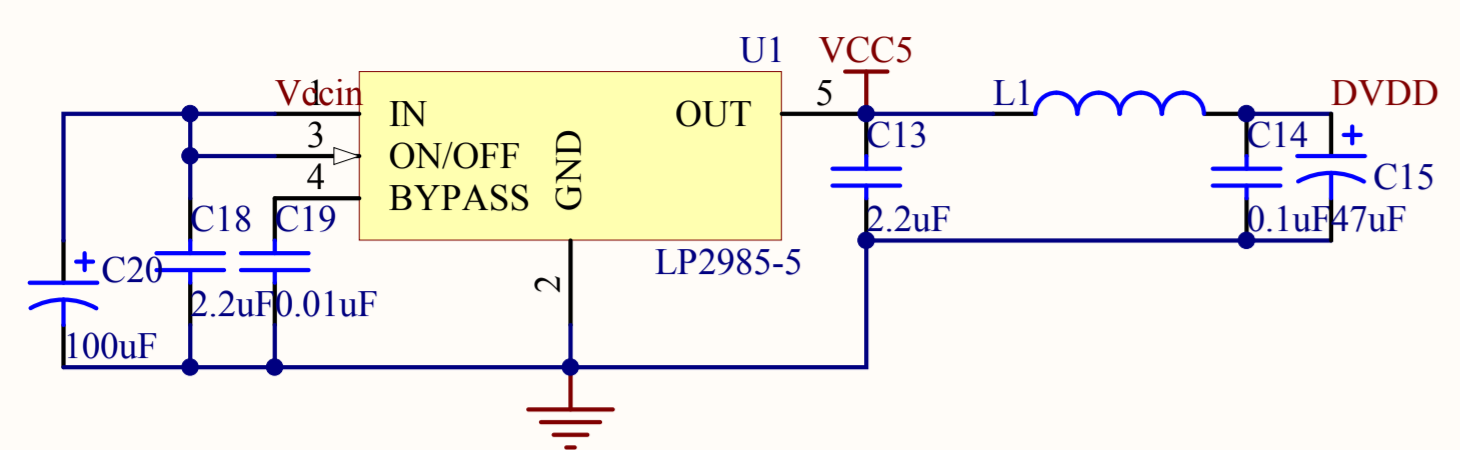 U1
VCC5
Vccin
1
IN
OUT
5
L1
DVDD
3
ON/OFF
GND
C13
C14
+
4
BYPASS
C15
C18
C19
2.2uF
0.1uF
47uF
LP2985-5
+
C20
2
2.2uF
0.01uF
100uF